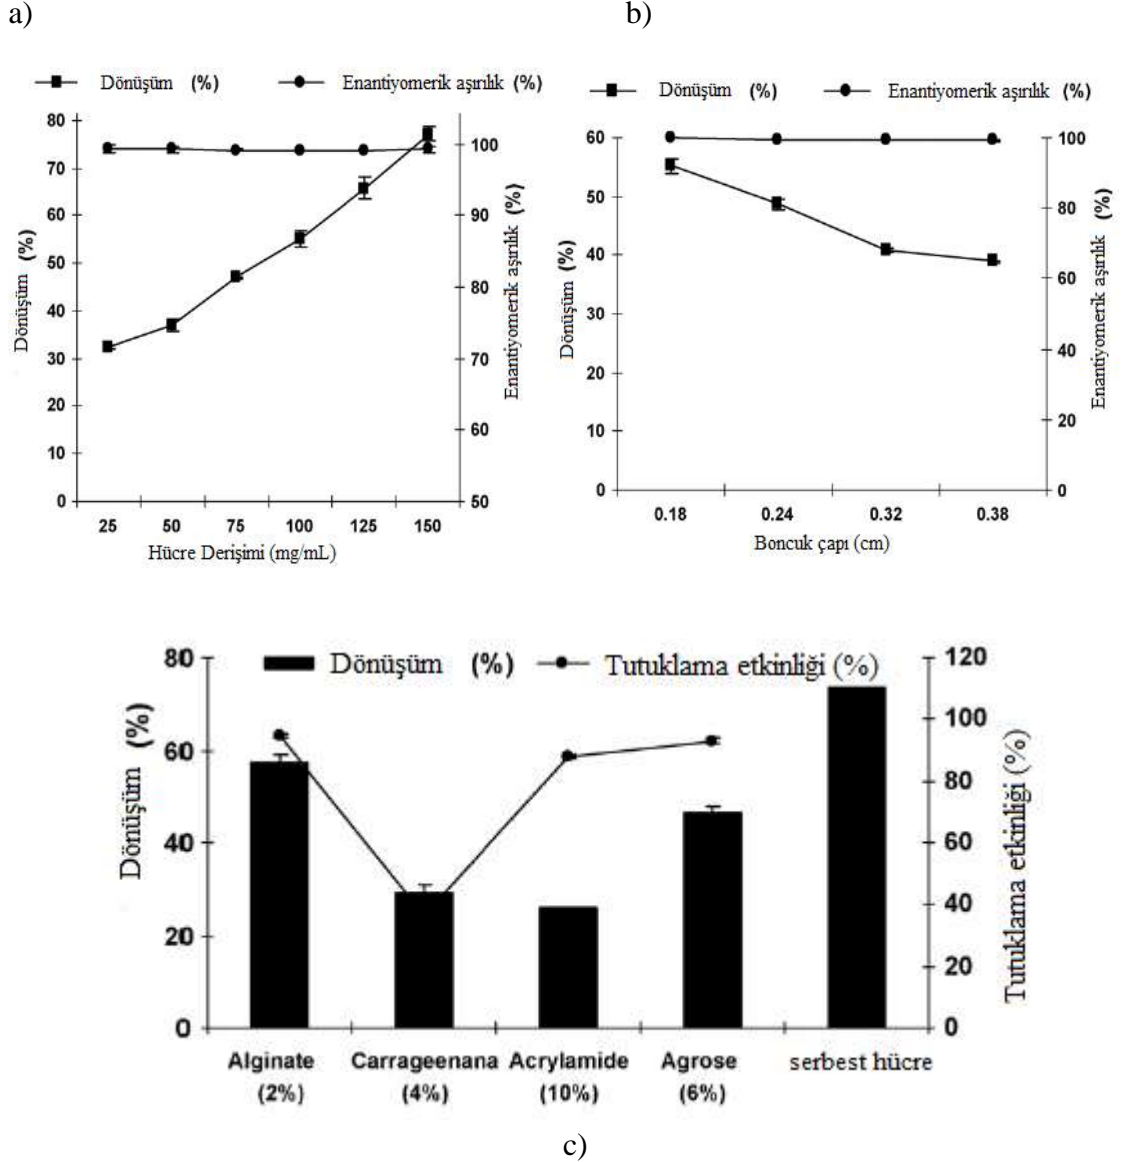 a)
b)
Dönüşüm (%) Enantiyomerik aşırılık (%)
Dönüşüm (%) Enantiyomerik aşırılık (%)
Dönüşüm (%)
80
70
60
50
40
30
20
10
0
100
90
80
70
60
50
Enantiyomerik aşırılık (%)
25 50 75 100 125 150
Hücre Derişimi (mg/mL)
Dönüşüm (%)
60
50
40
30
20
10
0
100
80
60
40
20
0
Enantiyomerik aşırılık (%)
0.18 0.24 0.32 0.38
Boncuk çapı (cm)
Dönüşüm (%) Tutuklama etkinliği (%)
Dönüşüm (%)
80
60
40
20
0
120
100
80
60
40
20
0
Tutuklama etkinliği (%)
Alginate Carrageenana Acrylamide Agrose serbest hücre
(2%) (4%) (10%) (6%)
c)